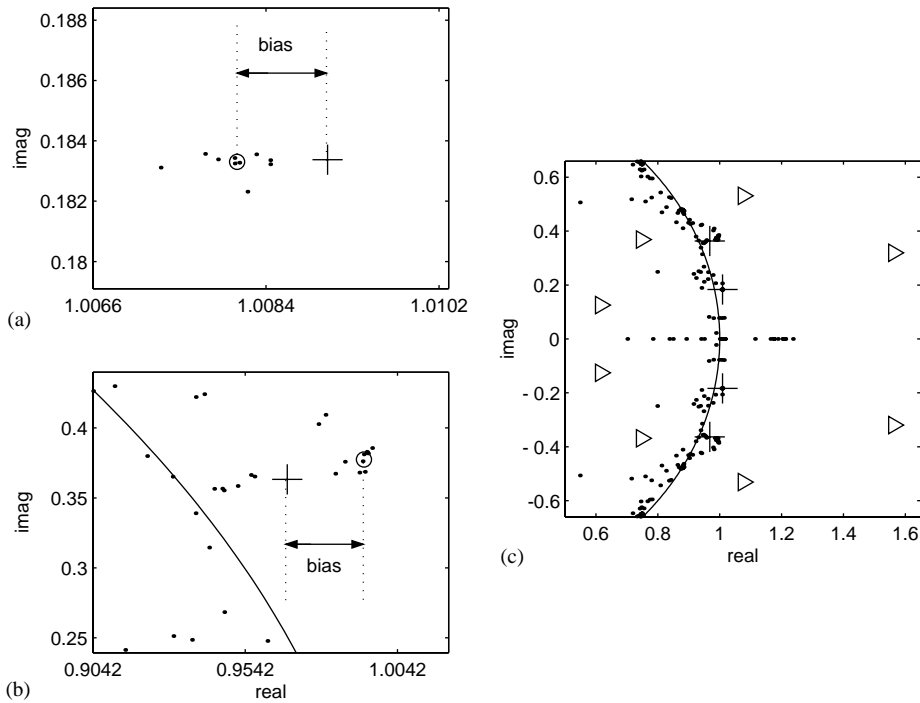 0.188
0.186
0.184
0.182
0.18
imag
bias
1.0066
1.0084
1.0102
(a)
0.4
0.35
0.3
0.25
imag
bias
0.9042
0.9542
1.0042
real
(b)
0.6
0.4
0.2
0
-0.2
-0.4
-0.6
imag
0.6
0.8
1
1.2
1.4
1.6
real
(c)